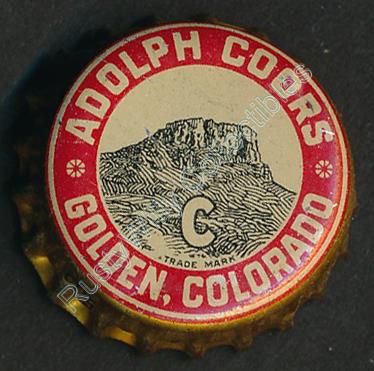 ADOLPH COORS
C
TRADE MARK
GOLDEN, COLORADO